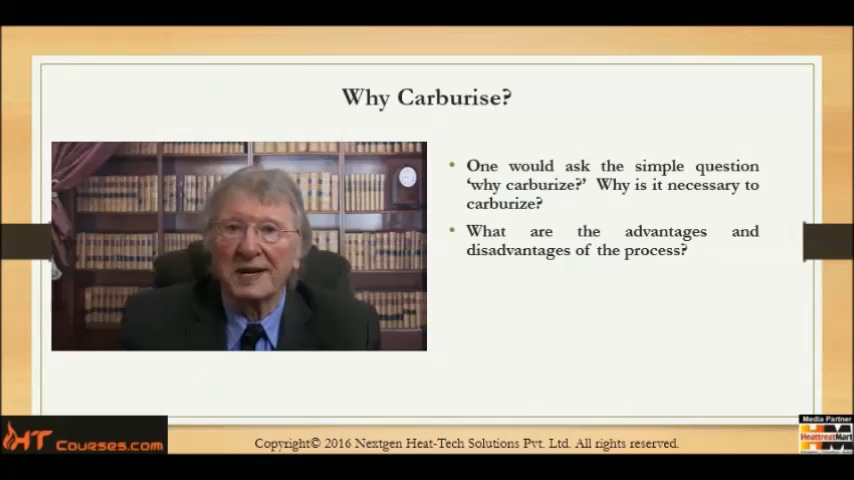 Why Carburise?
• One would ask the simple question
‘why carburize?’ Why is it necessary to
carburize?
• What are the advantages and
disadvantages of the process?
HT Courses.com
Copyright© 2016 Nextgen Heat-Tech Solutions Pvt. Ltd. All rights reserved.
Media Partner
HM
HeattreatMart